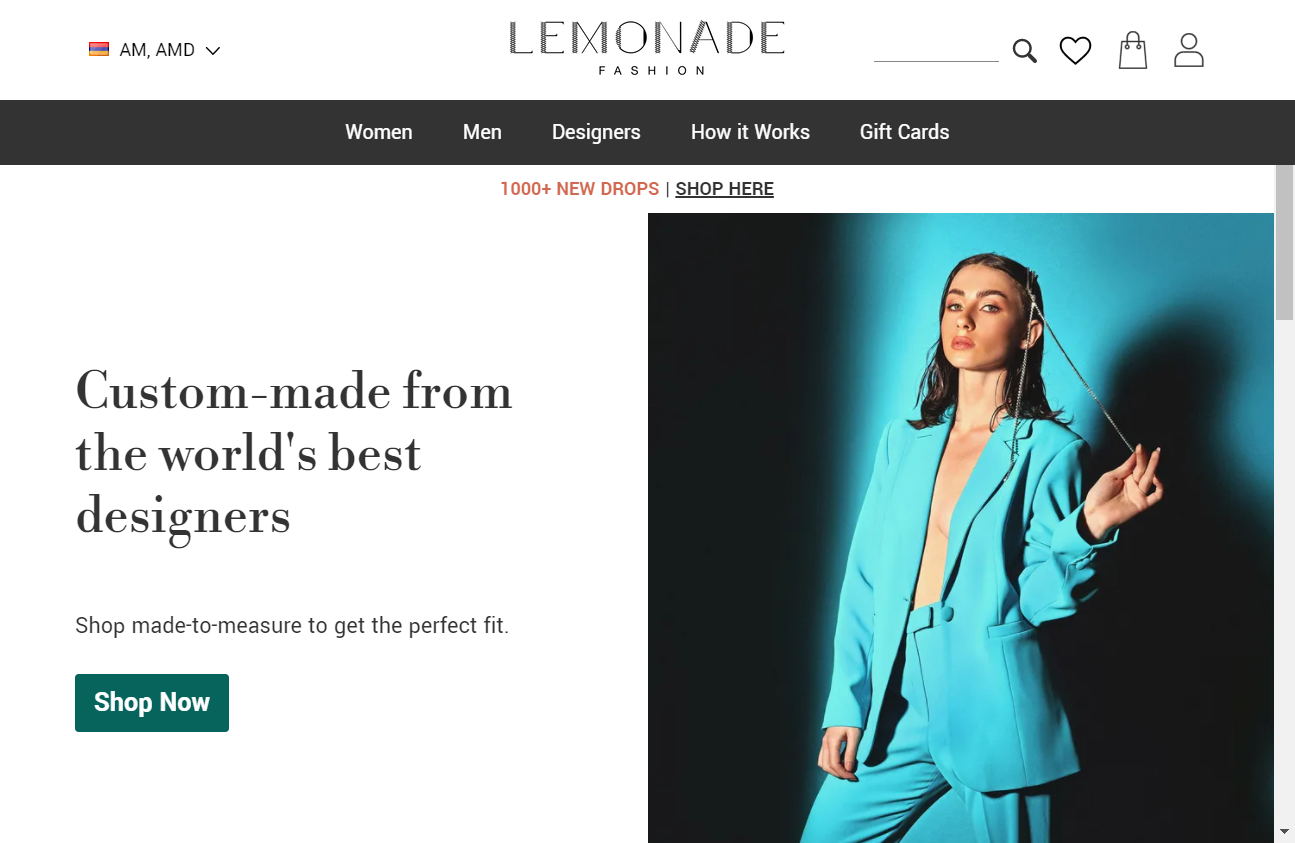 AM, AMD
LEMONADE
FASHION
Women Men Designers How it Works Gift Cards
1000+ NEW DROPS | SHOP HERE
Custom-made from
the world's best
designers
Shop made-to-measure to get the perfect fit.
Shop Now